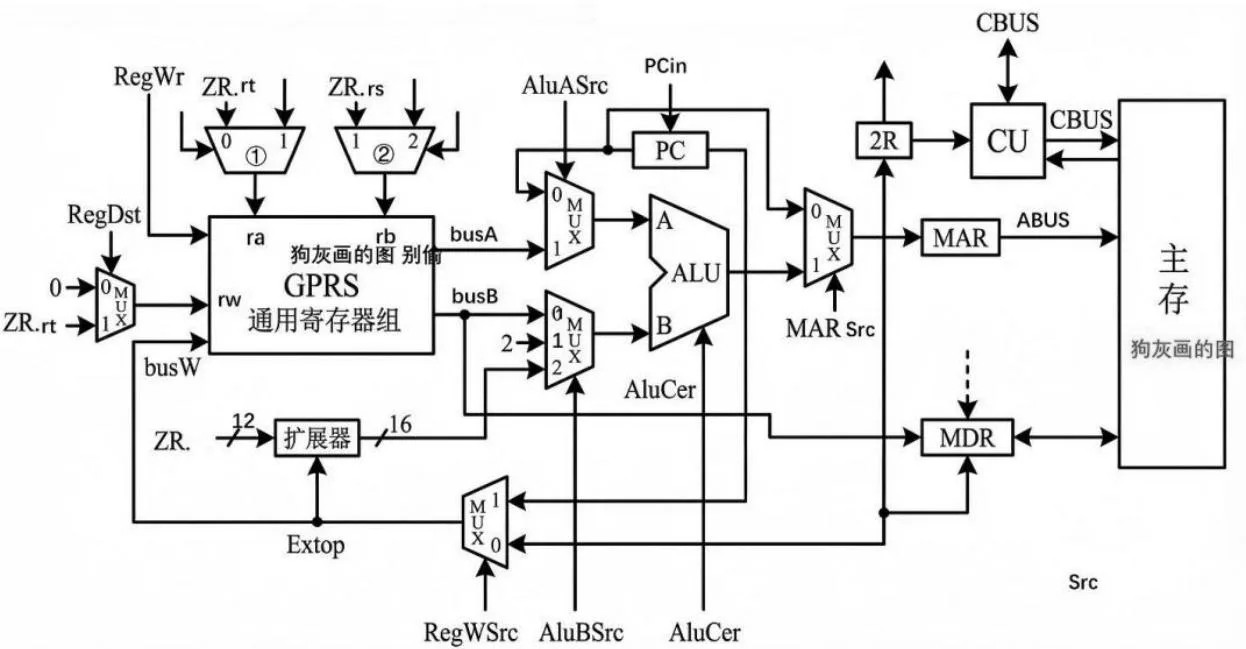 CBUS
PCin
RegWr
ZR.rt
ZR.rs
AluASrc
0
1
①
1
2
②
PC
2R
CU
CBUS
RegDst
ra
rb
busA
0
1
MUX
A
0
1
MUX
MAR
ABUS
狗灰画的图 别偷
0
0
1
MUX
rw
GPRS
busB
ALU
主存
ZR.rt
通用寄存器组
0
1
2
MUX
2
B
MAR Src
狗灰画的图
busW
AluCer
ZR.
12
扩展器
16
MDR
1
0
MUX
Extop
Src
RegWSrc
AluBSrc
AluCer